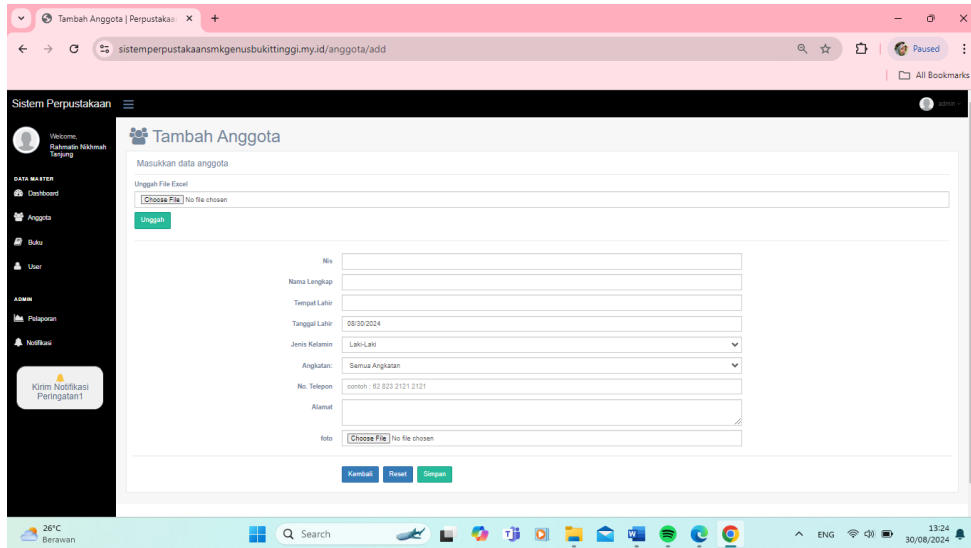 Tambah Anggota | Perpustakaa
sistemperpustakaansmkgenusbukittinggi.my.id/anggota/add
Paused
All Bookmarks
Sistem Perpustakaan
admin
Welcome,
Rahmatin Nikhmah
Tanjung
DATA MASTER
Dashboard
Anggota
Buku
User
ADMIN
Pelaporan
Notifikasi
Kirim Notifikasi
Peringatan1
Tambah Anggota
Masukkan data anggota
Unggah File Excel
Choose File No file chosen
Unggah
Nis
Nama Lengkap
Tempat Lahir
Tanggal Lahir 08/30/2024
Jenis Kelamin Laki-Laki
Angkatan: Semua Angkatan
No. Telepon contoh : 62 823 2121 2121
Alamat
foto Choose File No file chosen
Kembali Reset Simpan
26°C
Berawan
Search
ENG
13:24
30/08/2024